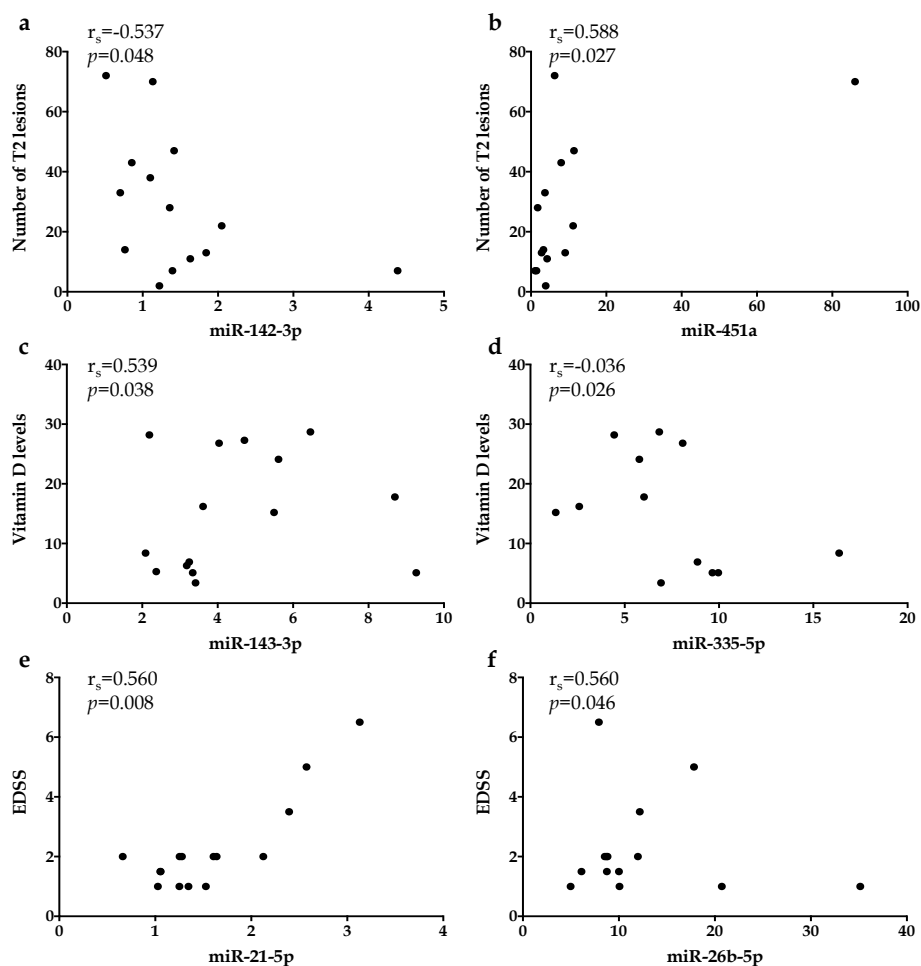 a
r_s=-0.537
p=0.048
80
60
40
20
0
Number of T2 lesions
0 1 2 3 4 5
miR-142-3p
b
r_s=0.588
p=0.027
80
60
40
20
0
Number of T2 lesions
0 20 40 60 80 100
miR-451a
c
r_s=0.539
p=0.038
40
30
20
10
0
Vitamin D levels
0 2 4 6 8 10
miR-143-3p
d
r_s=-0.036
p=0.026
40
30
20
10
0
Vitamin D levels
0 5 10 15 20
miR-335-5p
e
r_s=0.560
p=0.008
8
6
4
2
0
EDSS
0 1 2 3 4
miR-21-5p
f
r_s=0.560
p=0.046
8
6
4
2
0
EDSS
0 10 20 30 40
miR-26b-5p